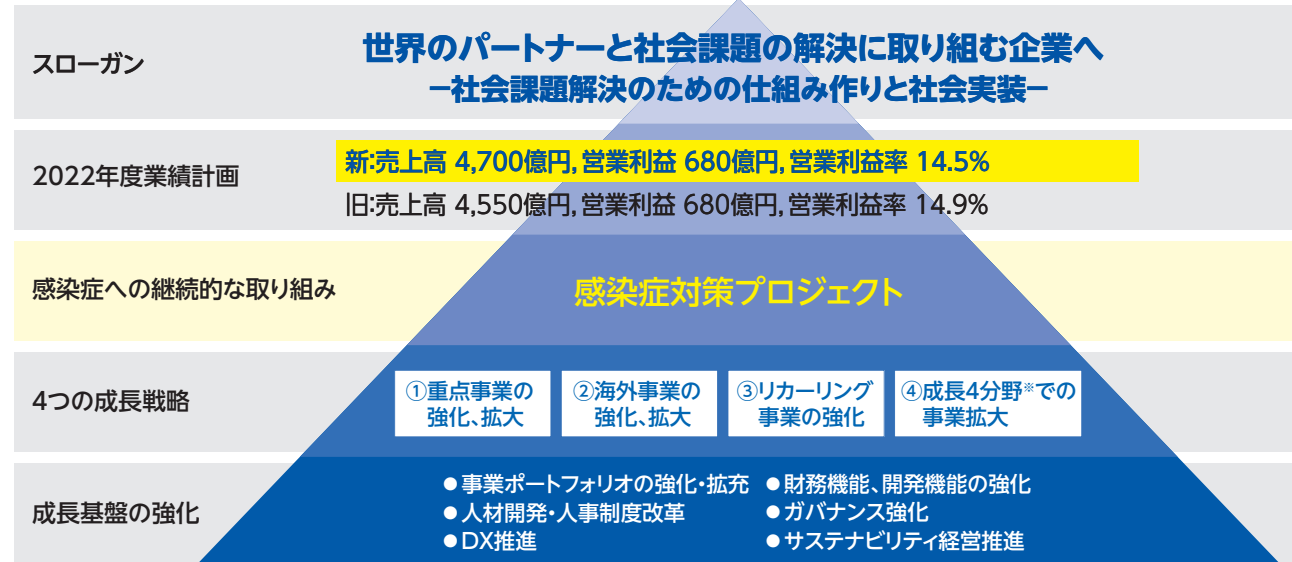 スローガン
世界のパートナーと社会課題の解決に取り組む企業へ
ー社会課題解決のための仕組み作りと社会実装ー
2022年度業績計画
新:売上高 4,700億円, 営業利益 680億円, 営業利益率 14.5%
旧:売上高 4,550億円, 営業利益 680億円, 営業利益率 14.9%
感染症への継続的な取り組み
感染症対策プロジェクト
4つの成長戦略
①重点事業の
強化、拡大
②海外事業の
強化、拡大
③リカーリング
事業の強化
④成長4分野※での
事業拡大
成長基盤の強化
●事業ポートフォリオの強化・拡充
●人材開発・人事制度改革
●DX推進
●財務機能、開発機能の強化
●ガバナンス強化
●サステナビリティ経営推進